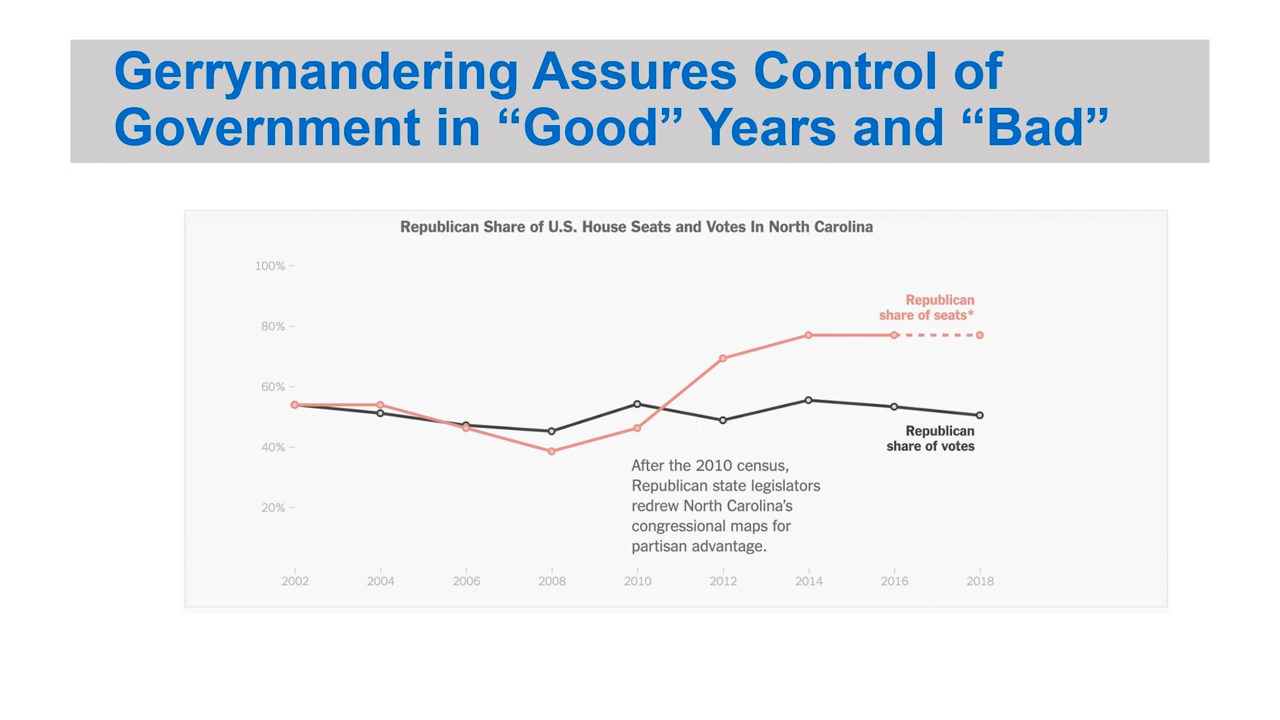 Gerrymandering Assures Control of
Government in “Good” Years and “Bad”
Republican Share of U.S. House Seats and Votes In North Carolina
100%
80%
60%
40%
20%
Republican
share of seats*
Republican
share of votes
After the 2010 census,
Republican state legislators
redrew North Carolina’s
congressional maps for
partisan advantage.
2002 2004 2006 2008 2010 2012 2014 2016 2018